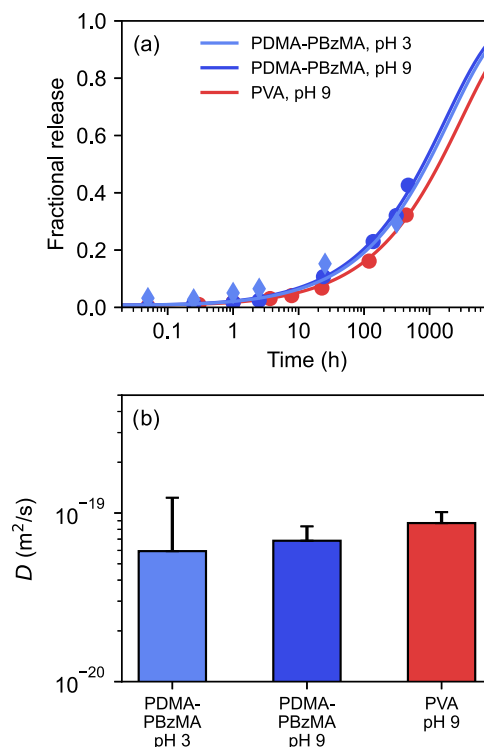 (a)
PDMA-PBzMA, pH 3
PDMA-PBzMA, pH 9
PVA, pH 9
Fractional release
1.0
0.8
0.6
0.4
0.2
0.0
0.1 1 10 100 1000
Time (h)
(b)
D (m²/s)
10⁻¹⁹
10⁻²⁰
PDMA-
PBzMA
pH 3
PDMA-
PBzMA
pH 9
PVA
pH 9